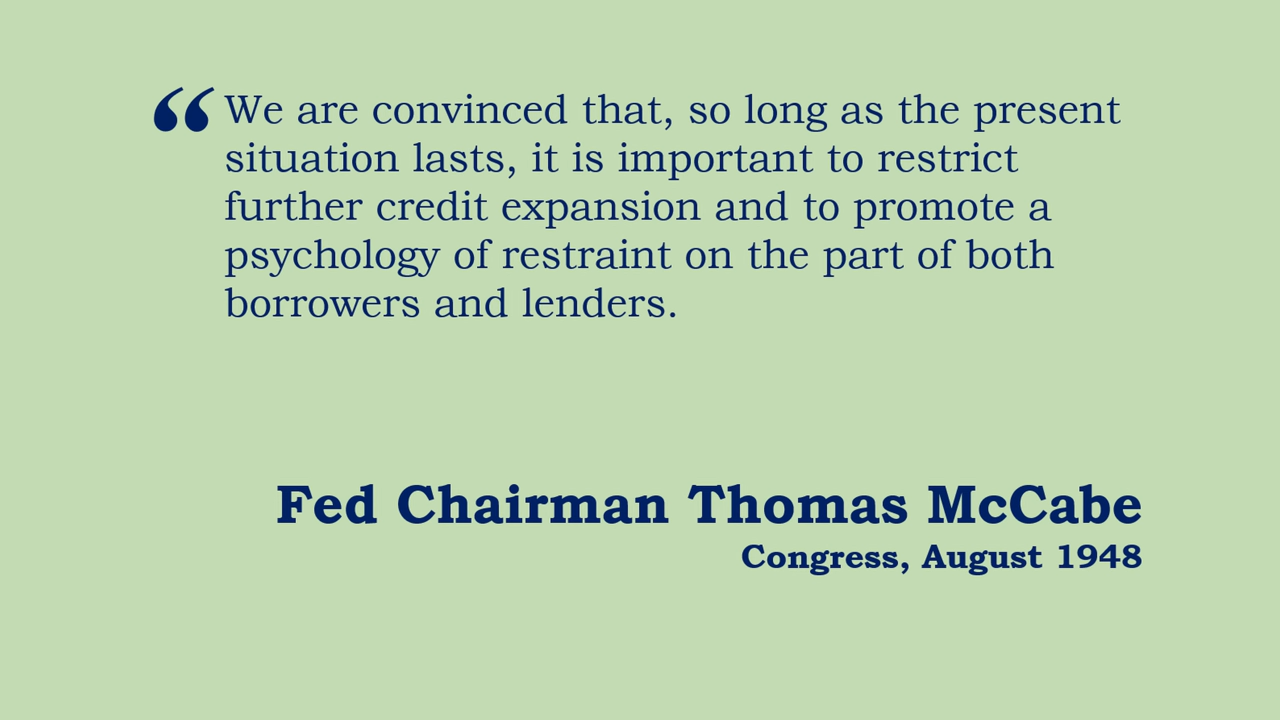 “We are convinced that, so long as the present
situation lasts, it is important to restrict
further credit expansion and to promote a
psychology of restraint on the part of both
borrowers and lenders.
Fed Chairman Thomas McCabe
Congress, August 1948